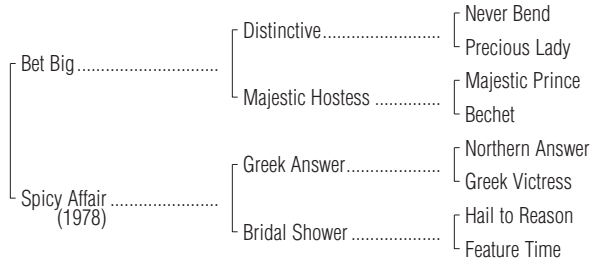 Never Bend
Distinctive
Precious Lady
Bet Big
Majestic Prince
Majestic Hostess
Bechet
Northern Answer
Greek Answer
Greek Victress
Spicy Affair
(1978)
Hail to Reason
Bridal Shower
Feature Time